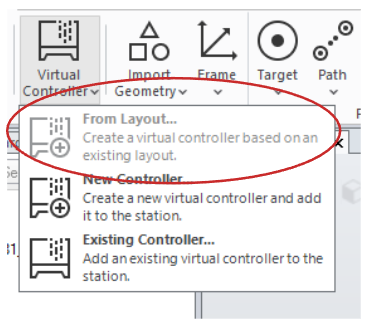 Virtual Controller
Import Geometry
Frame
Target
Path
From Layout...
Create a virtual controller based on an
existing layout.
New Controller...
Create a new virtual controller and add
it to the station.
Existing Controller...
Add an existing virtual controller to the
station.